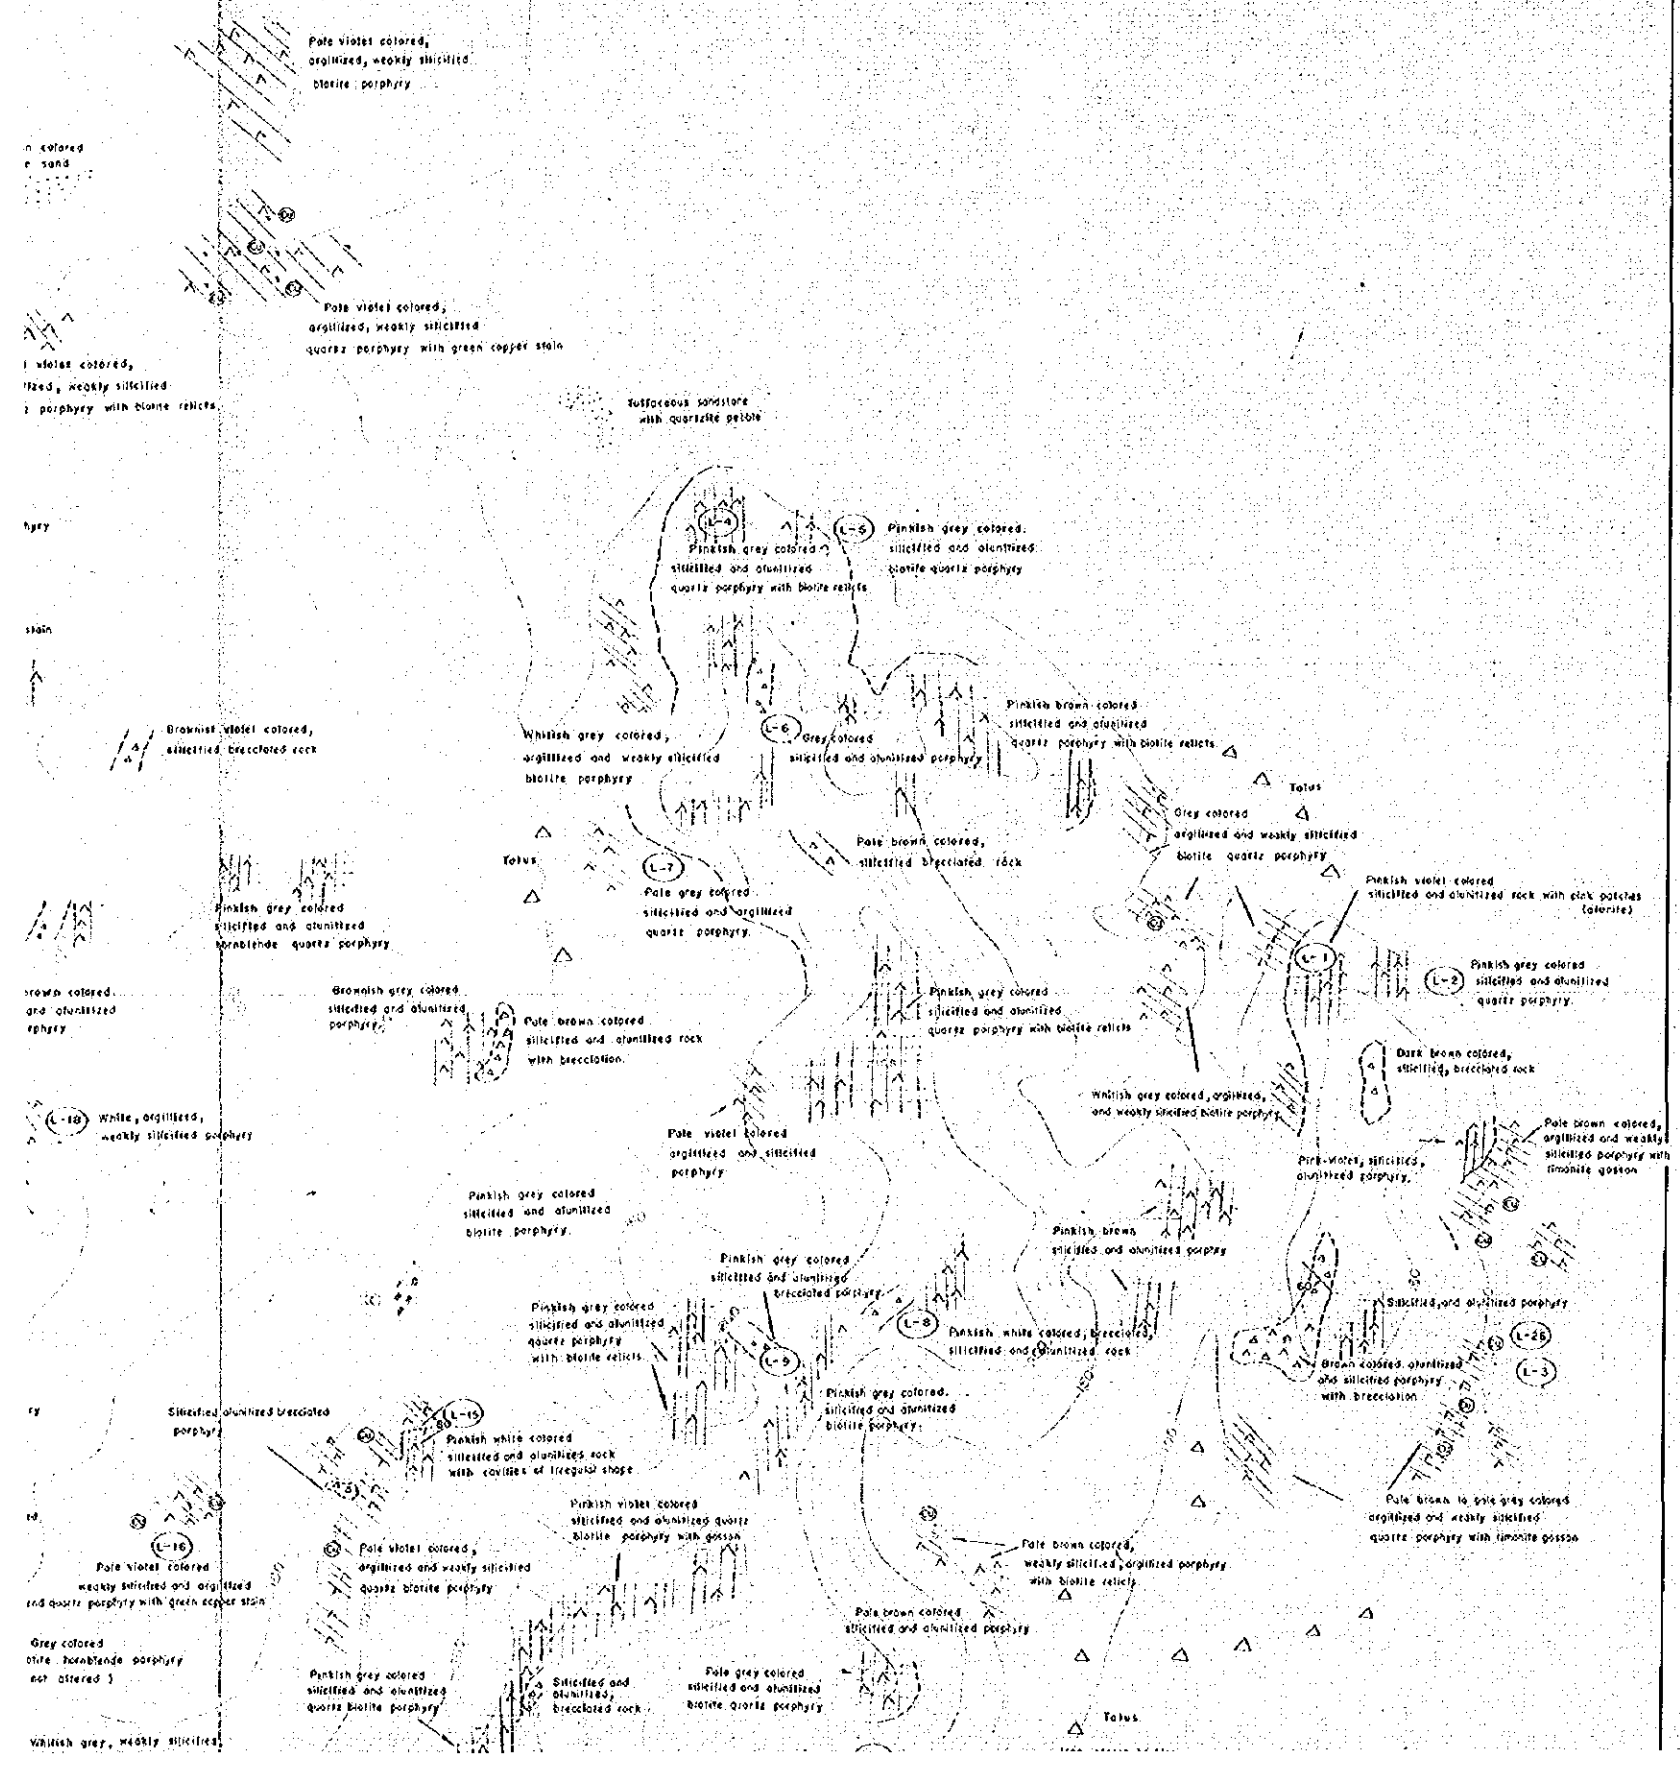 Pale violet colored,
argillized, weakly silicified
biotite porphyry
n colored
e sand
Pale violet colored,
argillized, weakly silicified
quartz porphyry with green copper stain
violet colored,
ized, weakly silicified
z porphyry with biotite relicts
Tuffaceous sandstone
with quartzite pebble
hyry
L-4
L-5
Pinkish grey colored
silicified and alunitized
quartz porphyry with biotite relicts
Pinkish grey colored
silicified and alunitized
biotite quartz porphyry
stain
Brownist violet colored,
silicified brecciated rock
Whitish grey colored,
argillized and weakly silicified
biotite porphyry
L-6
Grey colored
silicified and alunitized porphyry
Pinkish brown colored
silicified and alunitized
quartz porphyry with biotite relicts
Talus
Grey colored
argillized and weakly silicified
biotite quartz porphyry
Pale brown colored,
silicified brecciated rock
Talus
L-7
Pale grey colored
silicified and argillized
quartz porphyry
Pinkish violet colored
silicified and alunitized rock with pink patches
(alunite)
Pinkish grey colored
silicified and alunitized
hornblende quartz porphyry
L-1
L-2
Pinkish grey colored
silicified and alunitized
quartz porphyry
brown colored
and alunitized
rphyry
Brownish grey colored
silicified and alunitized
porphyry
Pale brown colored
silicified and alunitized rock
with brecciation
Pinkish grey colored
silicified and alunitized
quartz porphyry with biotite relicts
Dark brown colored,
silicified, brecciated rock
Whitish grey colored, argillized,
and weakly silicified biotite porphyry
L-18
White, argillized,
weakly silicified porphyry
Pale violet colored
argillized and silicified
porphyry
Pink-violet, silicified,
alunitized porphyry
Pale brown colored,
argillized and weakly
silicified porphyry with
limonite gossan
Pinkish grey colored
silicified and alunitized
biotite porphyry
Pinkish brown
silicified and alunitized porphry
Pinkish grey colored
silicified and alunitized
brecciated porphyry
Pinkish grey colored
silicified and alunitized
quartz porphyry
with biotite relicts
L-9
L-8
Pinkish white colored, brecciated,
silicified and alunitized rock
Silicified, and alunitized porphyry
L-26
L-3
Brown colored alunitized
and silicified porphyry
with brecciation
Pinkish grey colored
silicified and alunitized
biotite porphyry
ry
Silicified alunitized brecciated
porphyry
L-15
Pinkish white colored
silicified and alunitized rock
with cavities of irregular shape
Pinkish violet colored
silicified and alunitized quartz
biotite porphyry with gossan
Pale brown to pale grey colored
argillized and weakly silicified
quartz porphyry with limonite gossan
ed
L-16
Pale violet colored
weakly silicified and argillized
and quartz porphyry with green copper stain
Pale violet colored,
argillized and weakly silicified
quartz biotite porphyry
Pale brown colored,
weakly silicified, argillized porphyry
with biotite relicts
Pale brown colored
silicified and alunitized porphyry
Grey colored
otite hornblende porphyry
not altered )
Pinkish grey colored
silicified and alunitized
quartz biotite porphyry
Silicified and
alunitized,
brecciated rock
Pale grey colored
silicified and alunitized
biotite quartz porphyry
Talus
Whitish grey, weakly silicified